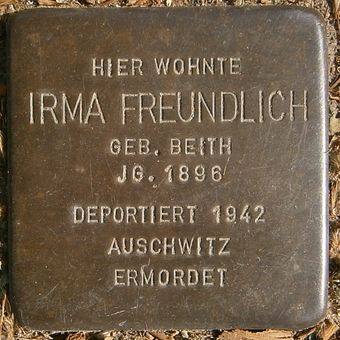 HIER WOHNTE
IRMA FREUNDLICH
GEB. BEITH
JG. 1896
DEPORTIERT 1942
AUSCHWITZ
ERMORDET